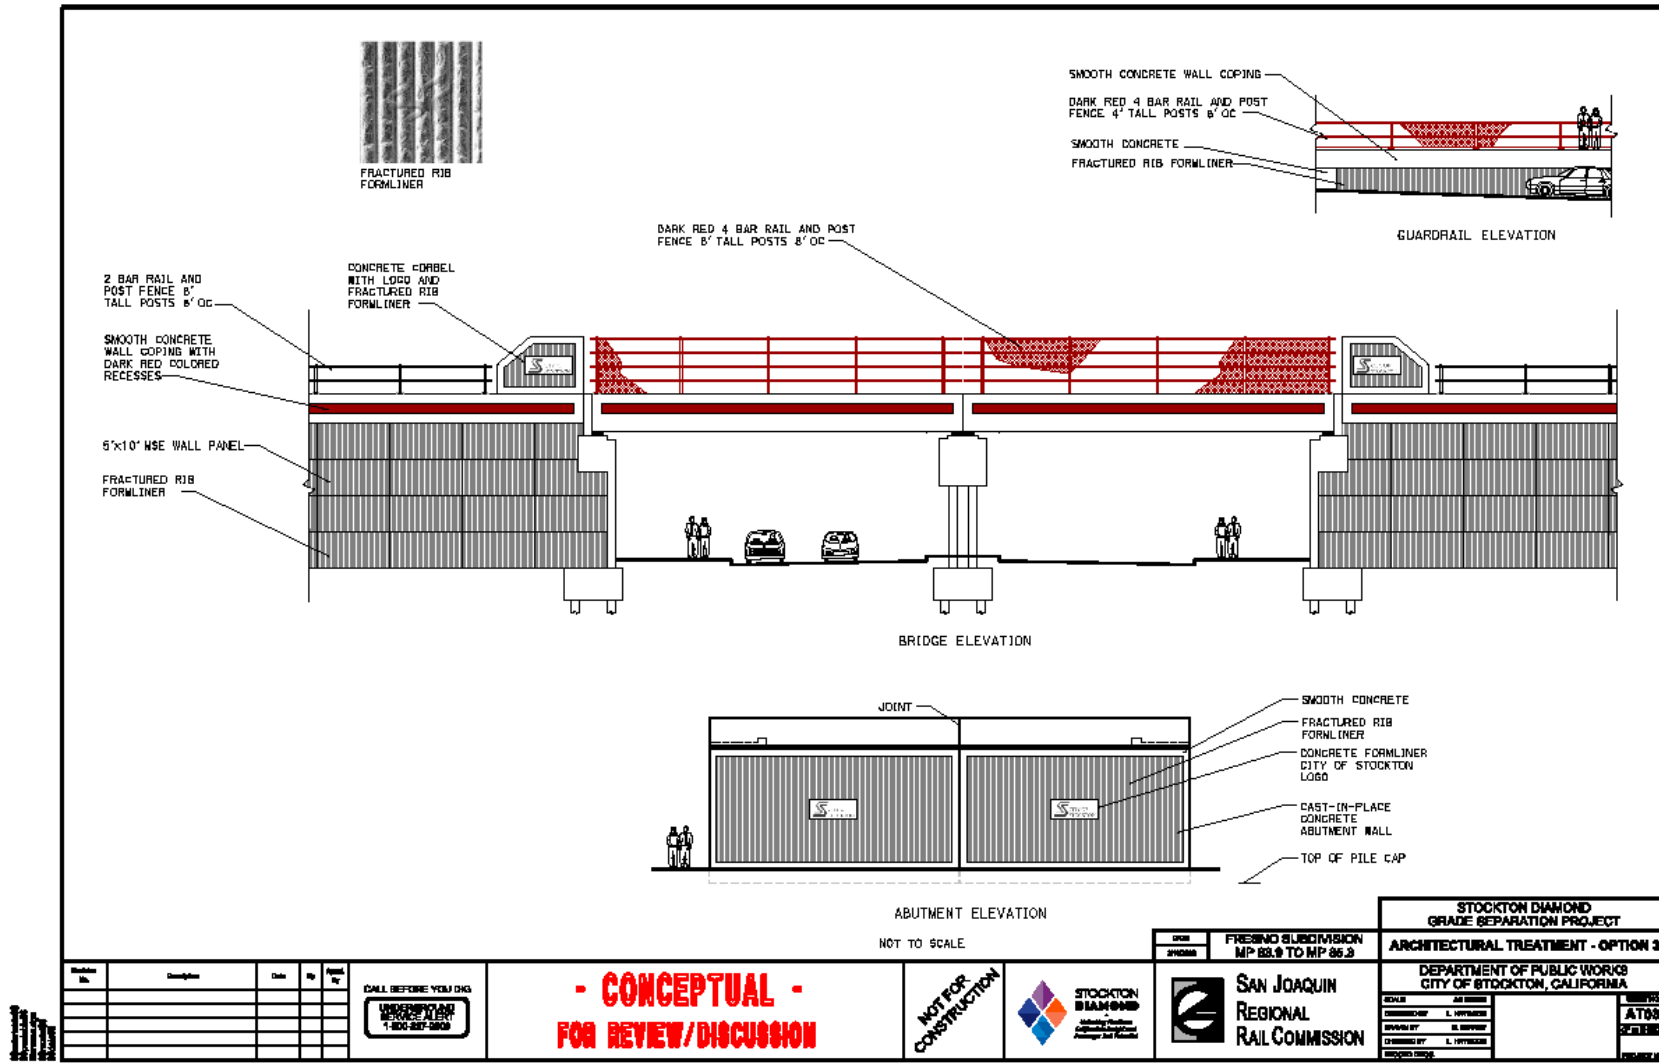 FRACTURED RIB
FORMLINER
SMOOTH CONCRETE WALL COPING
DARK RED 4 BAR RAIL AND POST
FENCE 4' TALL POSTS 8' OC
SMOOTH CONCRETE
FRACTURED RIB FORMLINER
GUARDRAIL ELEVATION
DARK RED 4 BAR RAIL AND POST
FENCE 8' TALL POSTS 8' OC
2 BAR RAIL AND
POST FENCE
TALL POSTS 8' OC
CONCRETE CORBEL
WITH LOGO AND
FRACTURED RIB
FORMLINER
SMOOTH CONCRETE
WALL COPING WITH
DARK RED COLORED
RECESSES
5'x10' MSE WALL PANEL
FRACTURED RIB
FORMLINER
BRIDGE ELEVATION
JOINT
SMOOTH CONCRETE
FRACTURED RIB
FORMLINER
CONCRETE FORMLINER
CITY OF STOCKTON
LOGO
CAST-IN-PLACE
CONCRETE
ABUTMENT WALL
TOP OF PILE CAP
ABUTMENT ELEVATION
NOT TO SCALE
STOCKTON DIAMOND
GRADE SEPARATION PROJECT
FRESNO SUBDIVISION
ARCHITECTURAL TREATMENT - OPTION 3
DEPARTMENT OF PUBLIC WORKS
CITY OF STOCKTON, CALIFORNIA
Revision
No.
Description
Date
By
CALL BEFORE YOU DIG
UNDERGROUND
SERVICE ALERT
- CONCEPTUAL -
FOR REVIEW/DISCUSSION
NOT FOR
CONSTRUCTION
STOCKTON
DIAMOND
SAN JOAQUIN
REGIONAL
RAIL COMMISSION
SCALE